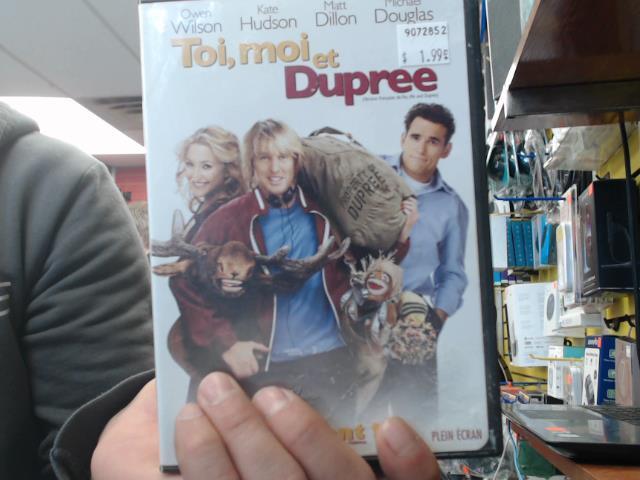 Owen Kate Matt Michael
Wilson Hudson Dillon Douglas
9072852
$ 1.99
Toi, moi et
Dupree
DUPREE
PLEIN ÉCRAN